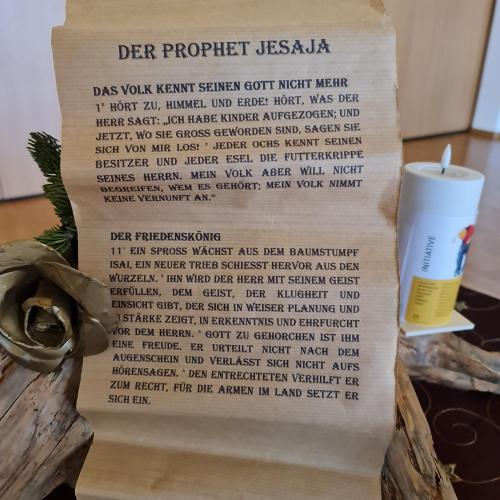 DER PROPHET JESAJA
DAS VOLK KENNT SEINEN GOTT NICHT MEHR
1² HÖRT ZU, HIMMEL UND ERDE! HÖRT, WAS DER
HERR SAGT: „ICH HABE KINDER AUFGEZOGEN; UND
JETZT, WO SIE GROSS GEWORDEN SIND, SAGEN SIE
SICH VON MIR LOS! ³ JEDER OCHS KENNT SEINEN
BESITZER UND JEDER ESEL DIE FUTTERKRIPPE
SEINES HERRN. MEIN VOLK ABER WILL NICHT
BEGREIFEN, WEM ES GEHÖRT; MEIN VOLK NIMMT
KEINE VERNUNFT AN."
DER FRIEDENSKÖNIG
11¹ EIN SPROSS WÄCHST AUS DEM BAUMSTUMPF
ISAI, EIN NEUER TRIEB SCHIESST HERVOR AUS DEN
WURZELN. ² IHN WIRD DER HERR MIT SEINEM GEIST
ERFÜLLEN, DEM GEIST, DER KLUGHEIT UND
EINSICHT GIBT, DER SICH IN WEISER PLANUNG UND
STÄRKE ZEIGT, IN ERKENNTNIS UND EHRFURCHT
VOR DEM HERRN. ³ GOTT ZU GEHORCHEN IST IHM
EINE FREUDE. ER URTEILT NICHT NACH DEM
AUGENSCHEIN UND VERLÄSST SICH NICHT AUFS
HÖRENSAGEN. ⁴ DEN ENTRECHTETEN VERHILFT ER
ZUM RECHT, FÜR DIE ARMEN IM LAND SETZT ER
SICH EIN.
INITIATIVE